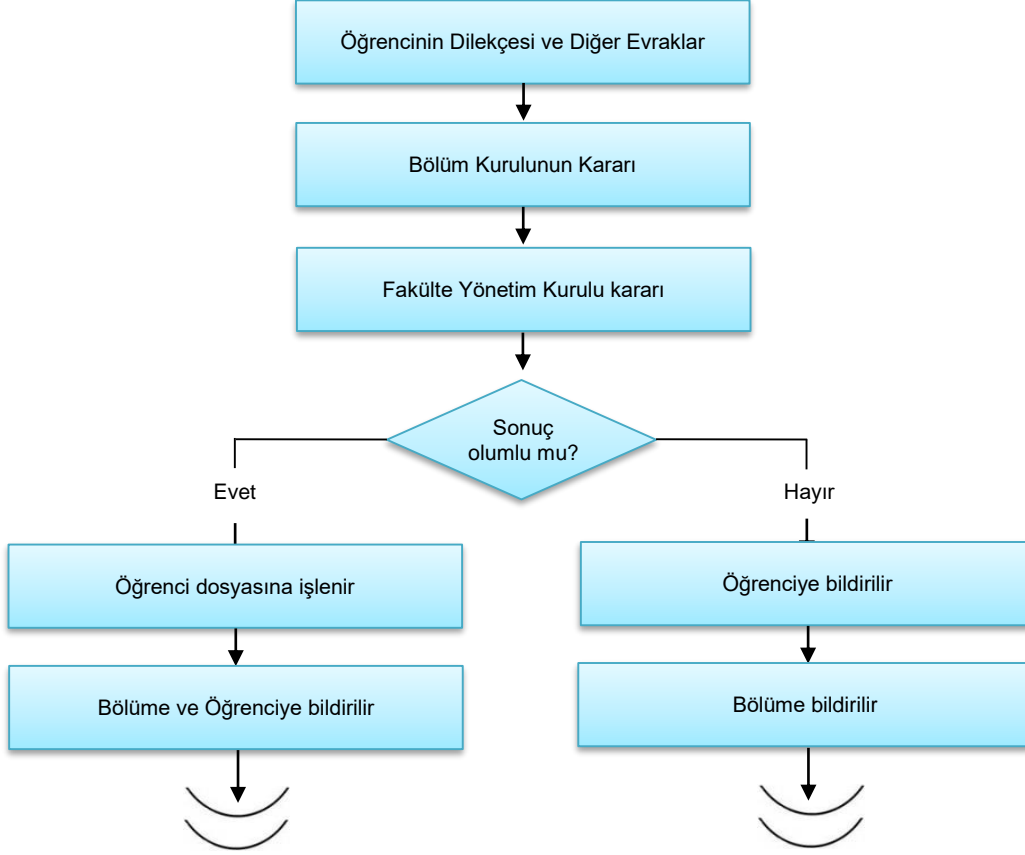 Öğrencinin Dilekçesi ve Diğer Evraklar
Bölüm Kurulunun Kararı
Fakülte Yönetim Kurulu kararı
Sonuç
olumlu mu?
Evet
Hayır
Öğrenci dosyasına işlenir
Öğrenciye bildirilir
Bölüme ve Öğrenciye bildirilir
Bölüme bildirilir